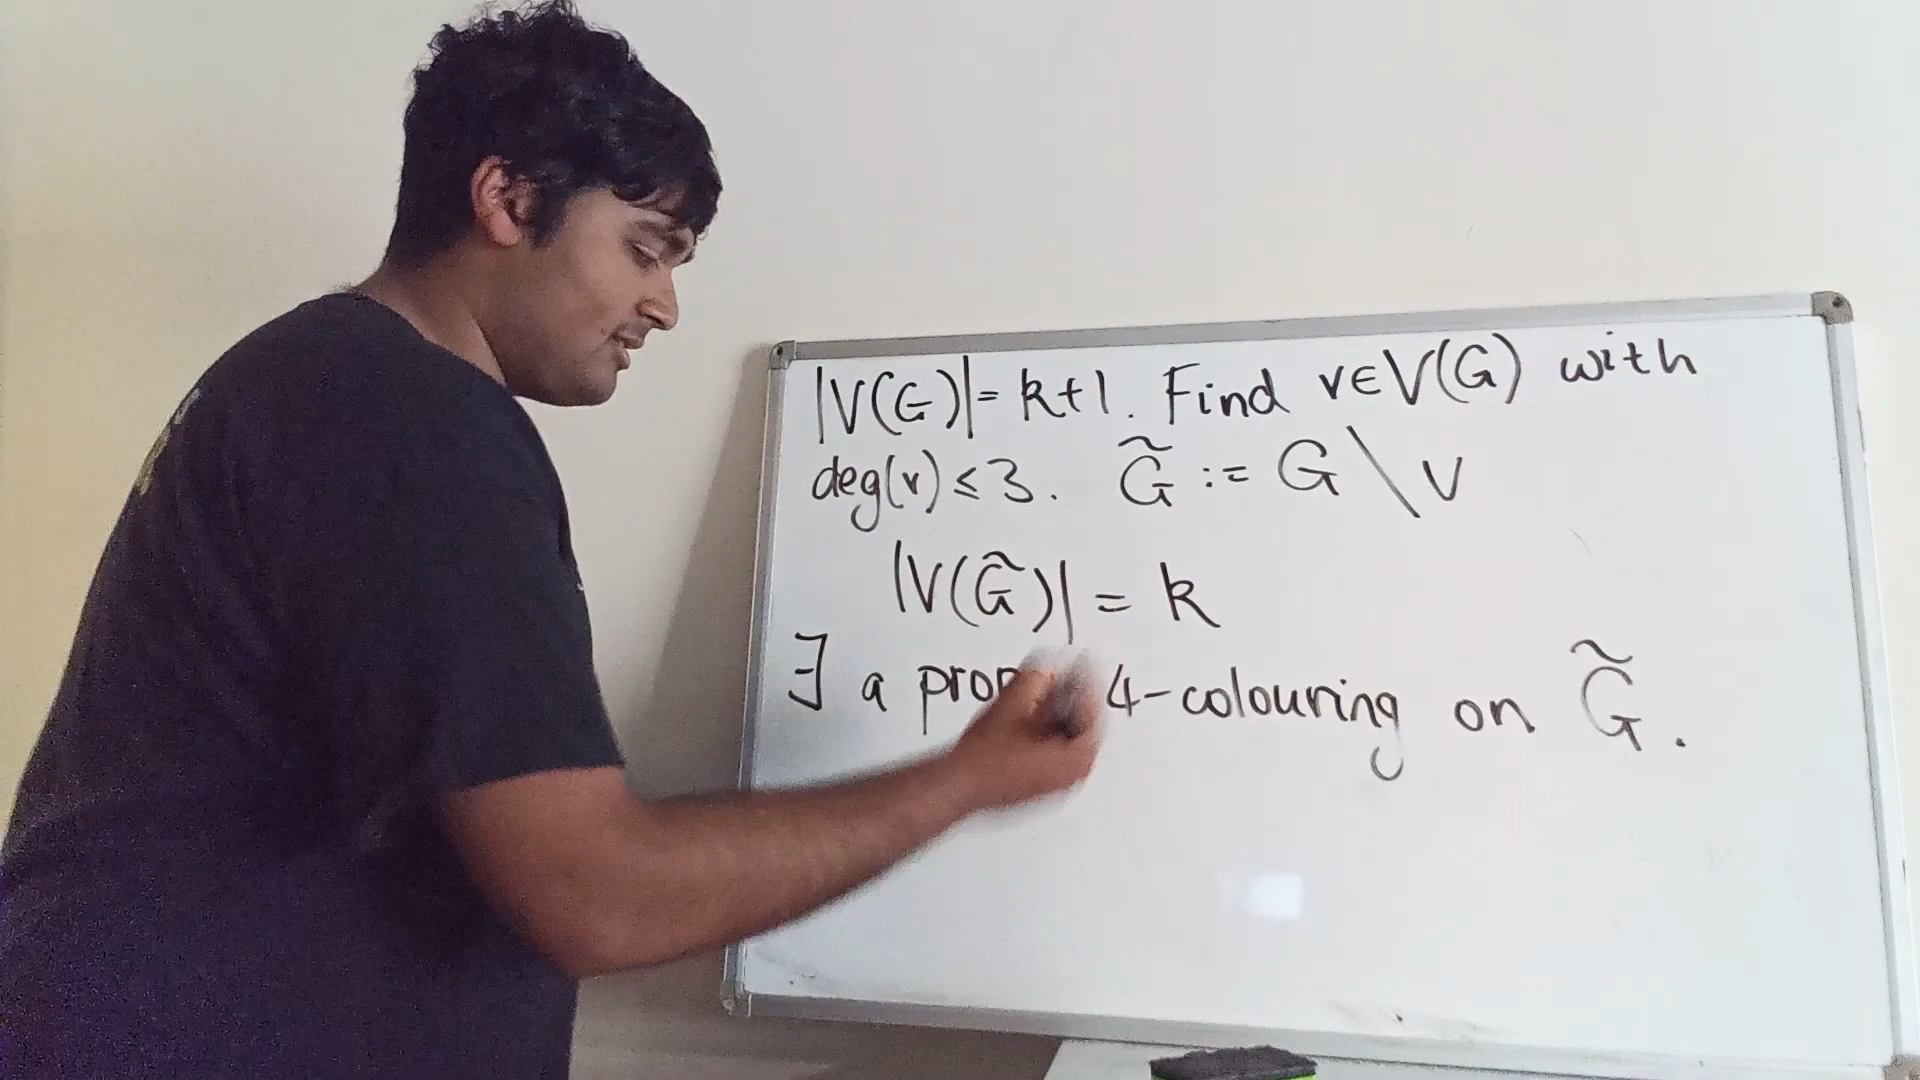 |V(G)| = k+1. Find v∈V(G) with
deg(v) ≤ 3. G̃ := G \ v
|V(G̃)| = k
∃ a 4-colouring on G̃.